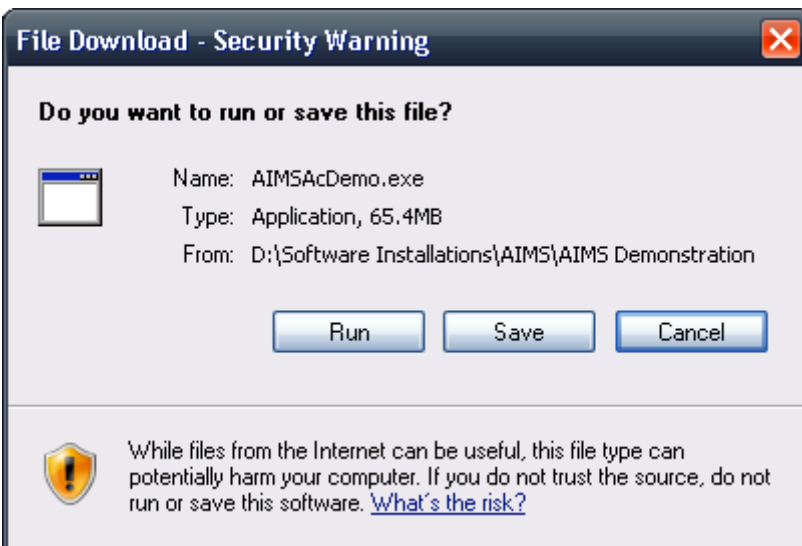 File Download - Security Warning
Do you want to run or save this file?
Name: AIMSAcDemo.exe
Type: Application, 65.4MB
From: D:\Software Installations\AIMS\AIMS Demonstration
Run Save Cancel
While files from the Internet can be useful, this file type can
potentially harm your computer. If you do not trust the source, do not
run or save this software. What's the risk?